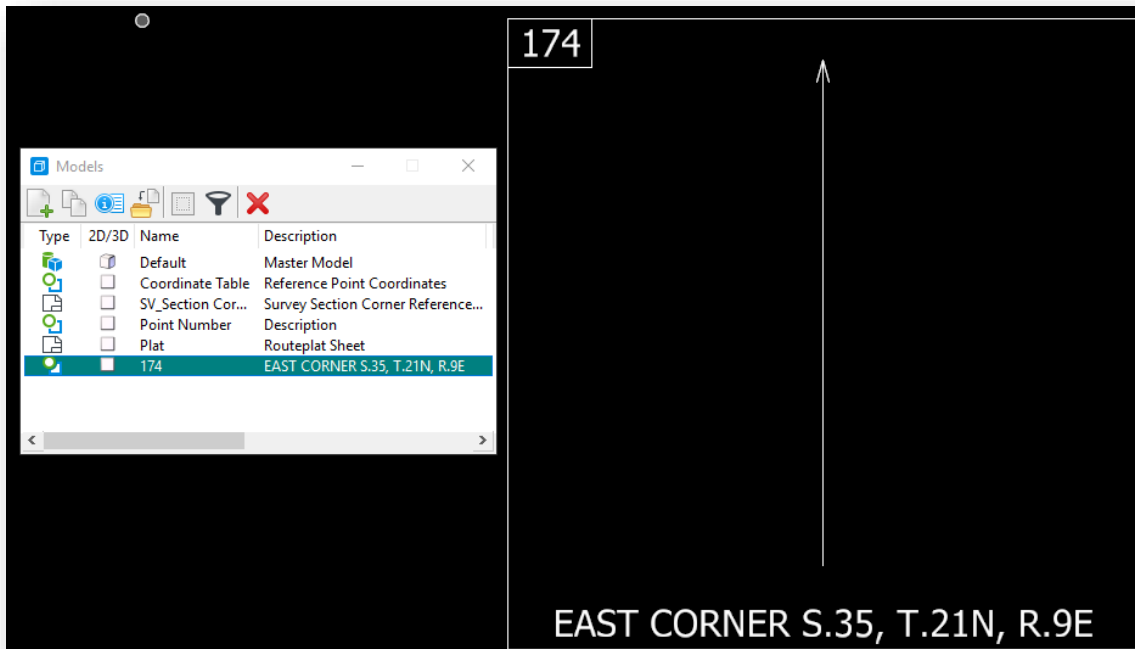 174
Models
Type 2D/3D Name Description
Default Master Model
Coordinate Table Reference Point Coordinates
SV_Section Cor... Survey Section Corner Reference...
Point Number Description
Plat Routeplat Sheet
174 EAST CORNER S.35, T.21N, R.9E
EAST CORNER S.35, T.21N, R.9E